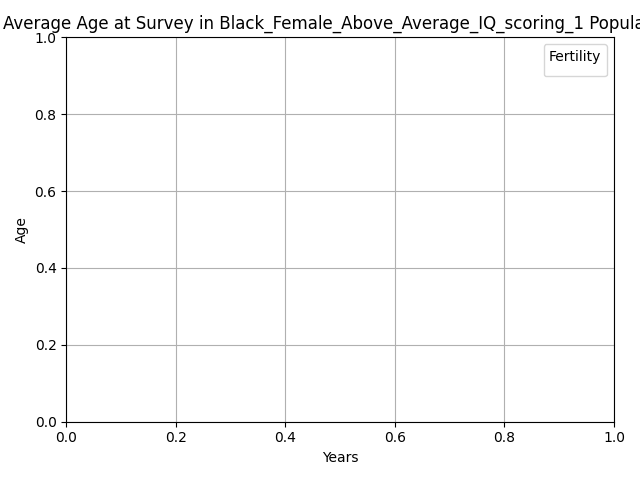 Average Age at Survey in Black_Female_Above_Average_IQ_scoring_1 Popula
Fertility
1.0
0.8
0.6
0.4
0.2
0.0
Age
0.0 0.2 0.4 0.6 0.8 1.0
Years